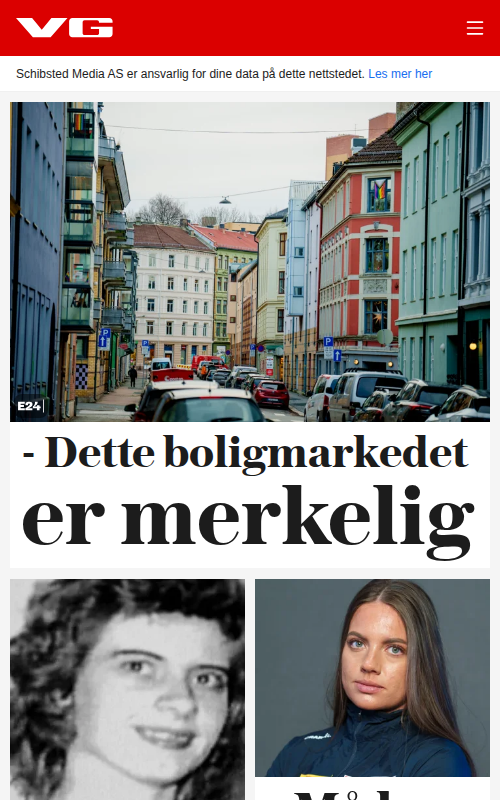 VG
Schibsted Media AS er ansvarlig for dine data på dette nettstedet. Les mer her
E24
- Dette boligmarkedet
er merkelig